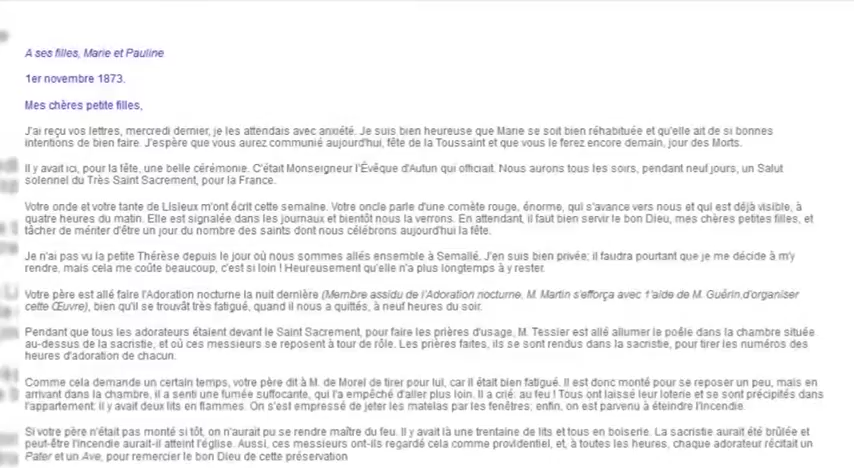 A ses filles, Marie et Pauline
1er novembre 1873.
Mes chères petite filles,
J'ai reçu vos lettres, mercredi dernier, je les attendais avec anxiété. Je suis bien heureuse que Marie se soit bien réhabituée et qu'elle ait de si bonnes
intentions de bien faire. J'espère que vous aurez communié aujourd'hui, fête de la Toussaint et que vous le ferez encore demain, jour des Morts.
Il y avait ici, pour la fête, une belle cérémonie. C'était Monseigneur l'Évêque d'Autun qui officiait. Nous aurons tous les soirs, pendant neuf jours, un Salut
solennel du Très Saint Sacrement, pour la France.
Votre oncle et votre tante de Lisieux m'ont écrit cette semaine. Votre oncle parle d'une comète rouge, énorme, qui s'avance vers nous et qui est déjà visible, à
quatre heures du matin. Elle est signalée dans les journaux et bientôt nous la verrons. En attendant, il faut bien servir le bon Dieu, mes chères petites filles, et
tâcher de mériter d'être un jour du nombre des saints dont nous célébrons aujourd'hui la fête.
Je n'ai pas vu la petite Thérèse depuis le jour où nous sommes allés ensemble à Semallé. J'en suis bien privée; il faudra pourtant que je me décide à m'y
rendre, mais cela me coûte beaucoup, c'est si loin ! Heureusement qu'elle n'a plus longtemps à y rester.
Votre père est allé faire l'Adoration nocturne la nuit dernière (Membre assidu de l'Adoration nocturne, M. Martin s'efforça avec 1'aide de M. Guérin,d'organiser
cette Œuvre), bien qu'il se trouvât très fatigué, quand il nous a quittés, à neuf heures du soir.
Pendant que tous les adorateurs étaient devant le Saint Sacrement, pour faire les prières d'usage, M. Tessier est allé allumer le poêle dans la chambre située
au-dessus de la sacristie, et où ces messieurs se reposent à tour de rôle. Les prières faites, ils se sont rendus dans la sacristie, pour tirer les numéros des
heures d'adoration de chacun.
Comme cela demande un certain temps, votre père dit à M. de Morel de tirer pour lui, car il était bien fatigué. Il est donc monté pour se reposer un peu, mais en
arrivant dans la chambre, il a senti une fumée suffocante, qui l'a empêché d'aller plus loin. Il a crié: au feu ! Tous ont laissé leur loterie et se sont précipités dans
l'appartement: il y avait deux lits en flammes. On s'est empressé de jeter les matelas par les fenêtres; enfin, on est parvenu à éteindre l'incendie.
Si votre père n'était pas monté si tôt, on n'aurait pu se rendre maître du feu. Il y avait là une trentaine de lits et tous en boiserie. La sacristie aurait été brûlée et
peut-être l'incendie aurait-il atteint l'église. Aussi, ces messieurs ont-ils regardé cela comme providentiel, et, à toutes les heures, chaque adorateur récitait un
Pater et un Ave, pour remercier le bon Dieu de cette préservation